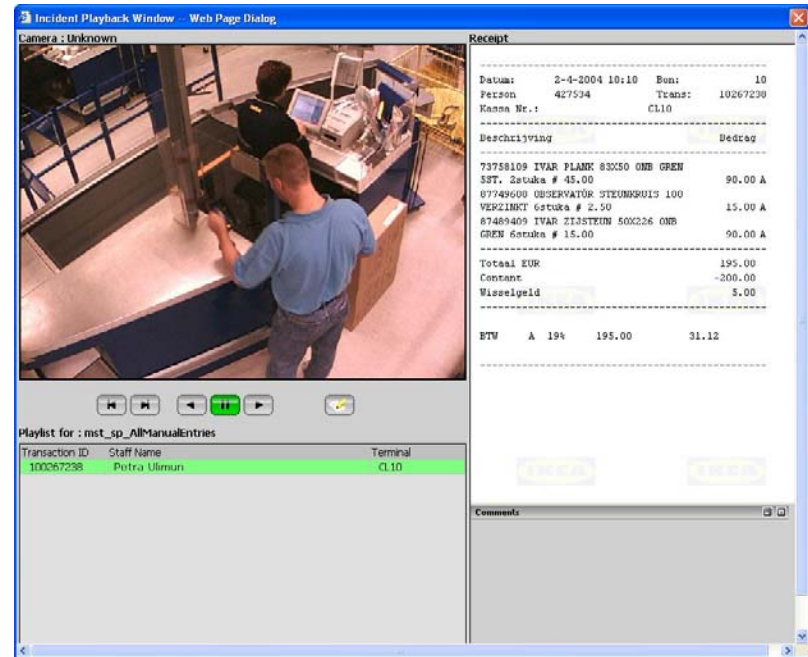 Incident Playback Window -- Web Page Dialog
Camera : Unknown
Receipt
Datum: 2-4-2004 10:10 Bon: 10
Person 427534 Trans: 10267238
Kassa Nr.: CL10
Beschrijving Bedrag
73758109 IVAR PLANK 83X50 ONB GREN
SST. 2stuks # 45.00 90.00 A
87749600 OBSERVATÖR STEUNKRUIS 100
VERZINKT 6stuks # 2.50 15.00 A
87489409 IVAR ZIJSTEUN 50X226 ONB
GREN 6stuks # 15.00 90.00 A
Totaal EUR 195.00
Contant -200.00
Wisselgeld 5.00
BTW A 19% 195.00 31.12
IKEA IKEA
Playlist for : mst_sp_AllManualEntries
Transaction ID Staff Name Terminal
100267238 Petra Ulimun CL10
Comments